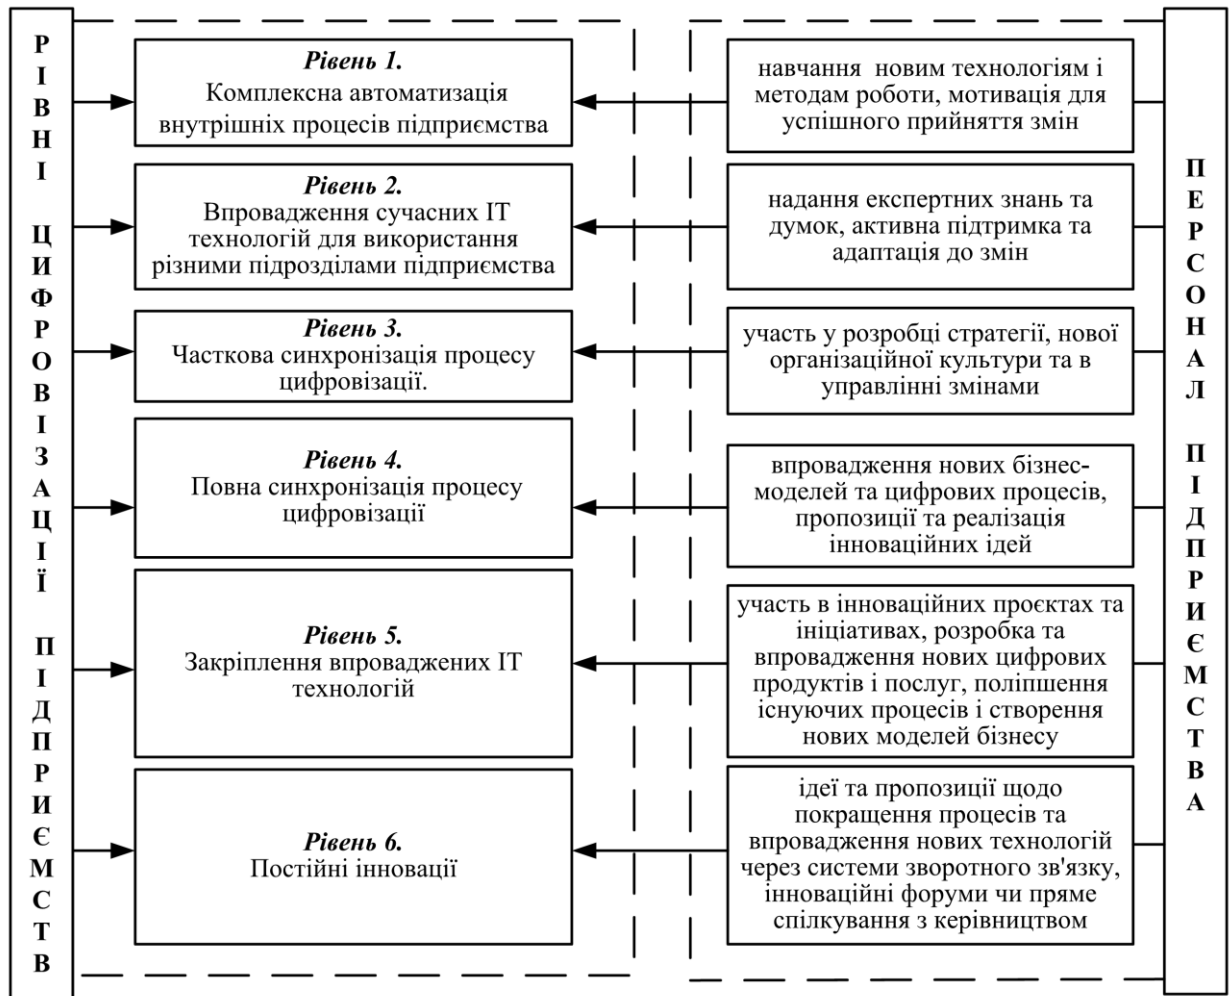 РІВНІ ЦИФРОВІЗАЦІЇ ПІДПРИЄМСТВ
Рівень 1.
Комплексна автоматизація
внутрішніх процесів підприємства
навчання новим технологіям і
методам роботи, мотивація для
успішного прийняття змін
Рівень 2.
Впровадження сучасних ІТ
технологій для використання
різними підрозділами підприємства
надання експертних знань та
думок, активна підтримка та
адаптація до змін
Рівень 3.
Часткова синхронізація процесу
цифровізації.
участь у розробці стратегії, нової
організаційної культури та в
управлінні змінами
Рівень 4.
Повна синхронізація процесу
цифровізації
впровадження нових бізнес-
моделей та цифрових процесів,
пропозиції та реалізація
інноваційних ідей
Рівень 5.
Закріплення впроваджених ІТ
технологій
участь в інноваційних проєктах та
ініціативах, розробка та
впровадження нових цифрових
продуктів і послуг, поліпшення
існуючих процесів і створення
нових моделей бізнесу
Рівень 6.
Постійні інновації
ідеї та пропозиції щодо
покращення процесів та
впровадження нових технологій
через системи зворотного зв'язку,
інноваційні форуми чи пряме
спілкування з керівництвом
ПЕРСОНАЛ ПІДПРИЄМСТВА